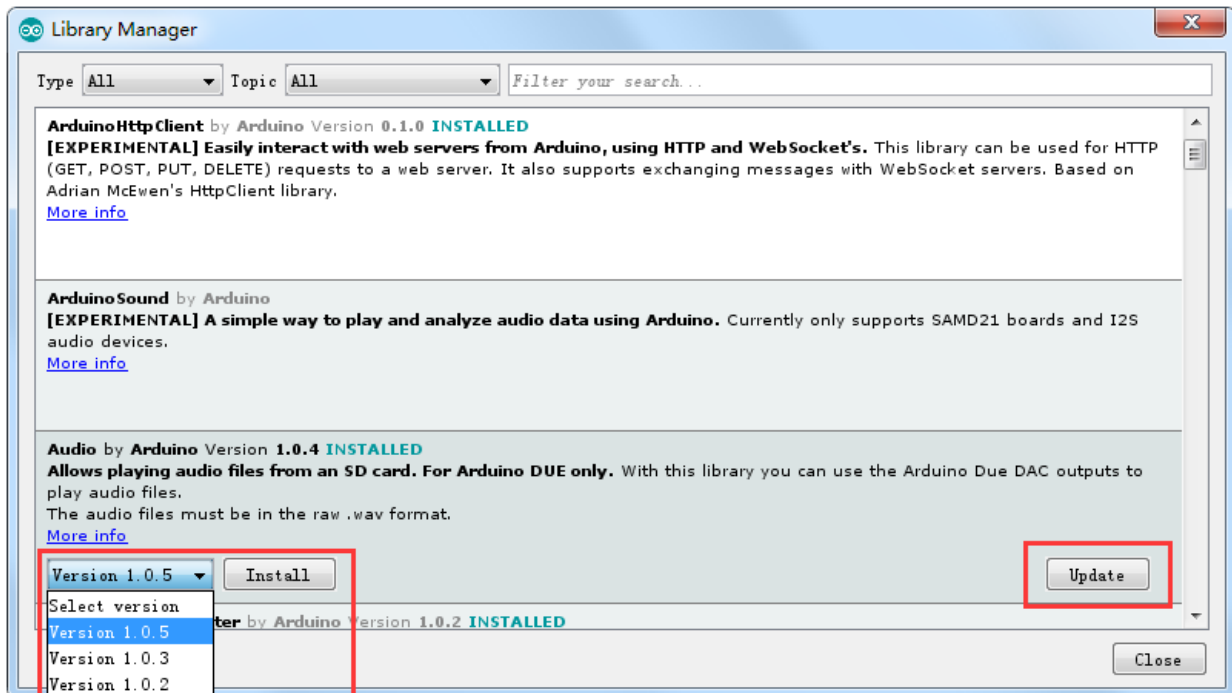 Library Manager
Type All Topic All Filter your search...
ArduinoHttpClient by Arduino Version 0.1.0 INSTALLED
[EXPERIMENTAL] Easily interact with web servers from Arduino, using HTTP and WebSocket's. This library can be used for HTTP
(GET, POST, PUT, DELETE) requests to a web server. It also supports exchanging messages with WebSocket servers. Based on
Adrian McEwen's HttpClient library.
More info
ArduinoSound by Arduino
[EXPERIMENTAL] A simple way to play and analyze audio data using Arduino. Currently only supports SAMD21 boards and I2S
audio devices.
More info
Audio by Arduino Version 1.0.4 INSTALLED
Allows playing audio files from an SD card. For Arduino DUE only. With this library you can use the Arduino Due DAC outputs to
play audio files.
The audio files must be in the raw .wav format.
More info
Version 1.0.5 Install Update
Select version
ter by Arduino Version 1.0.2 INSTALLED
Version 1.0.5
Version 1.0.3
Close
Version 1.0.2